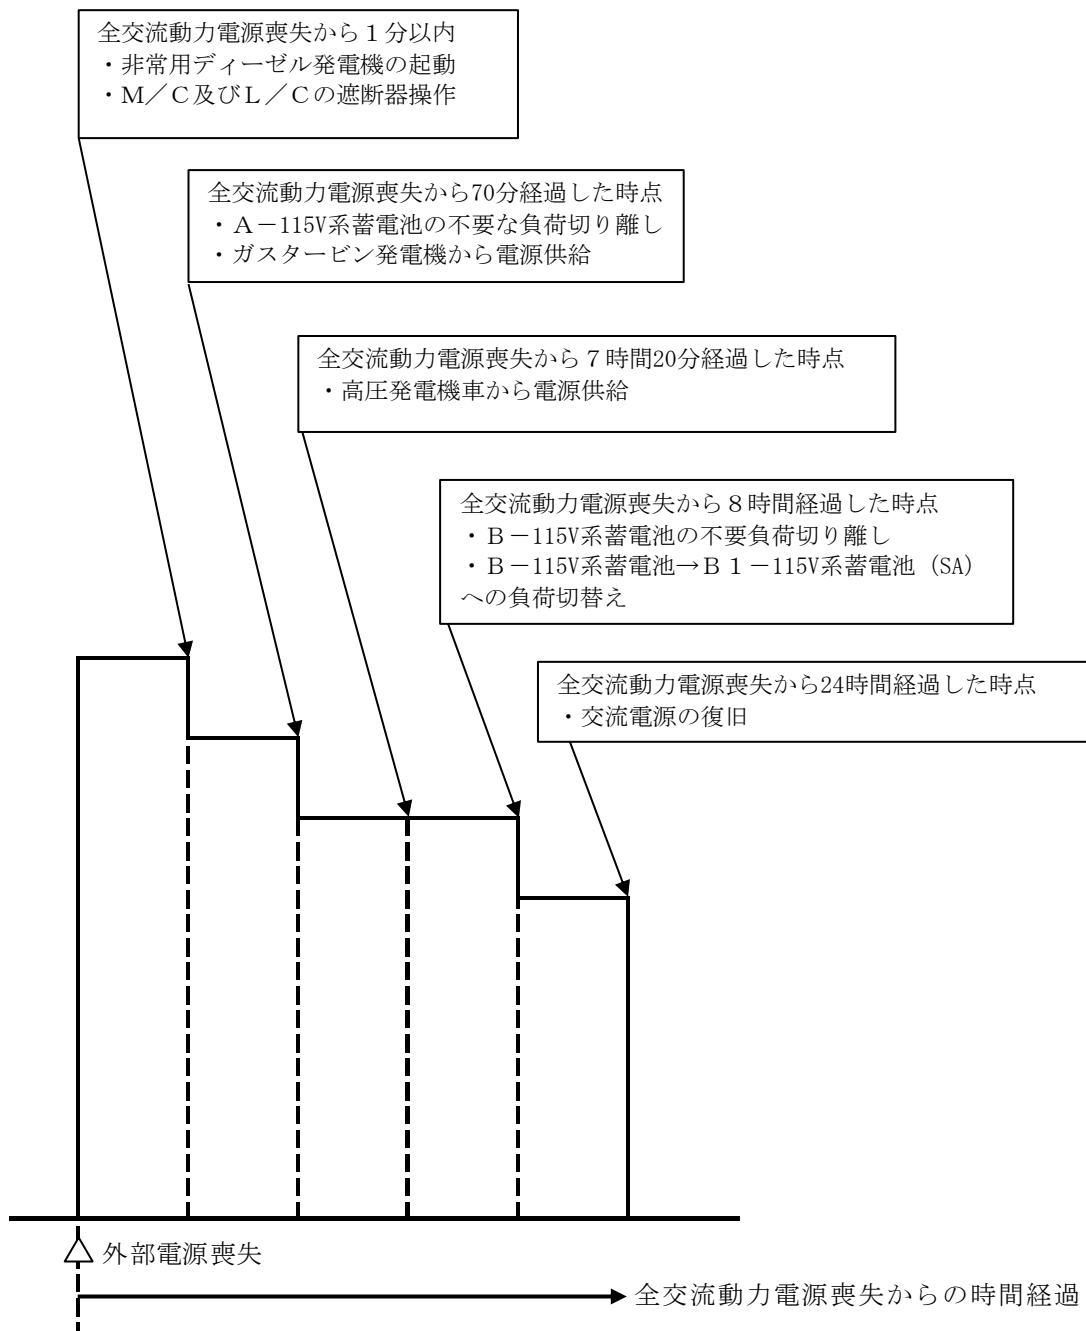 全交流動力電源喪失から１分以内
・非常用ディーゼル発電機の起動
・Ｍ／Ｃ及びＬ／Ｃの遮断器操作
全交流動力電源喪失から70分経過した時点
・Ａ－115V系蓄電池の不要な負荷切り離し
・ガスタービン発電機から電源供給
全交流動力電源喪失から７時間20分経過した時点
・高圧発電機車から電源供給
全交流動力電源喪失から８時間経過した時点
・Ｂ－115V系蓄電池の不要負荷切り離し
・Ｂ－115V系蓄電池→Ｂ１－115V系蓄電池（SA）
への負荷切替え
全交流動力電源喪失から24時間経過した時点
・交流電源の復旧
外部電源喪失
全交流動力電源喪失からの時間経過